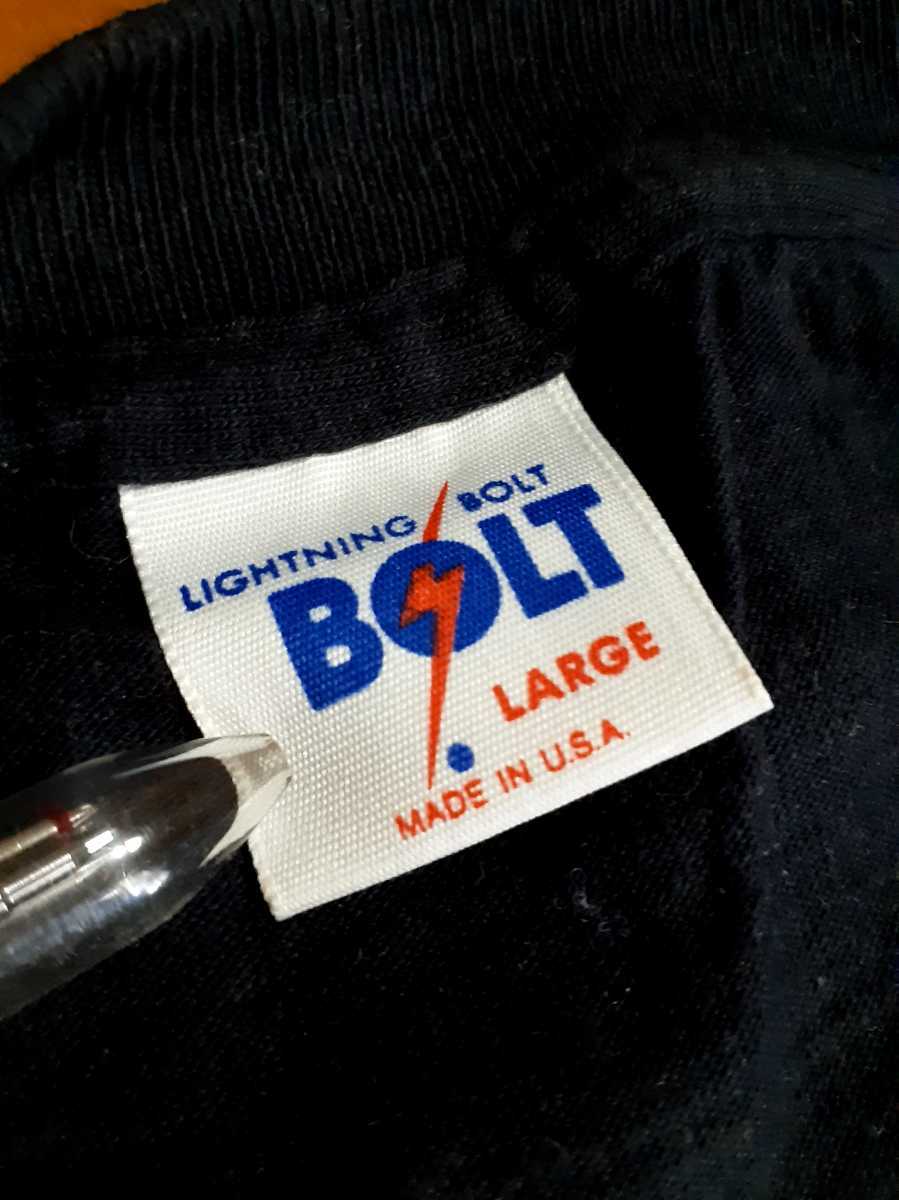 LIGHTNING BOLT
BOLT
LARGE
MADE IN U.S.A.